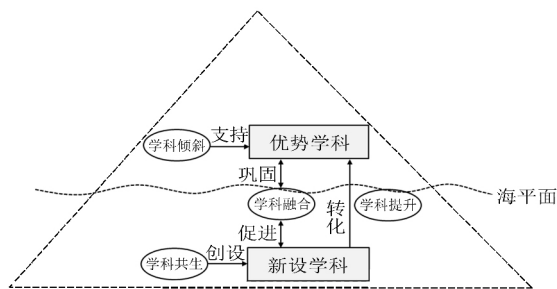 支持
学科倾斜
优势学科
巩固
海平面
学科融合
转化
学科提升
促进
创设
学科共生
新设学科